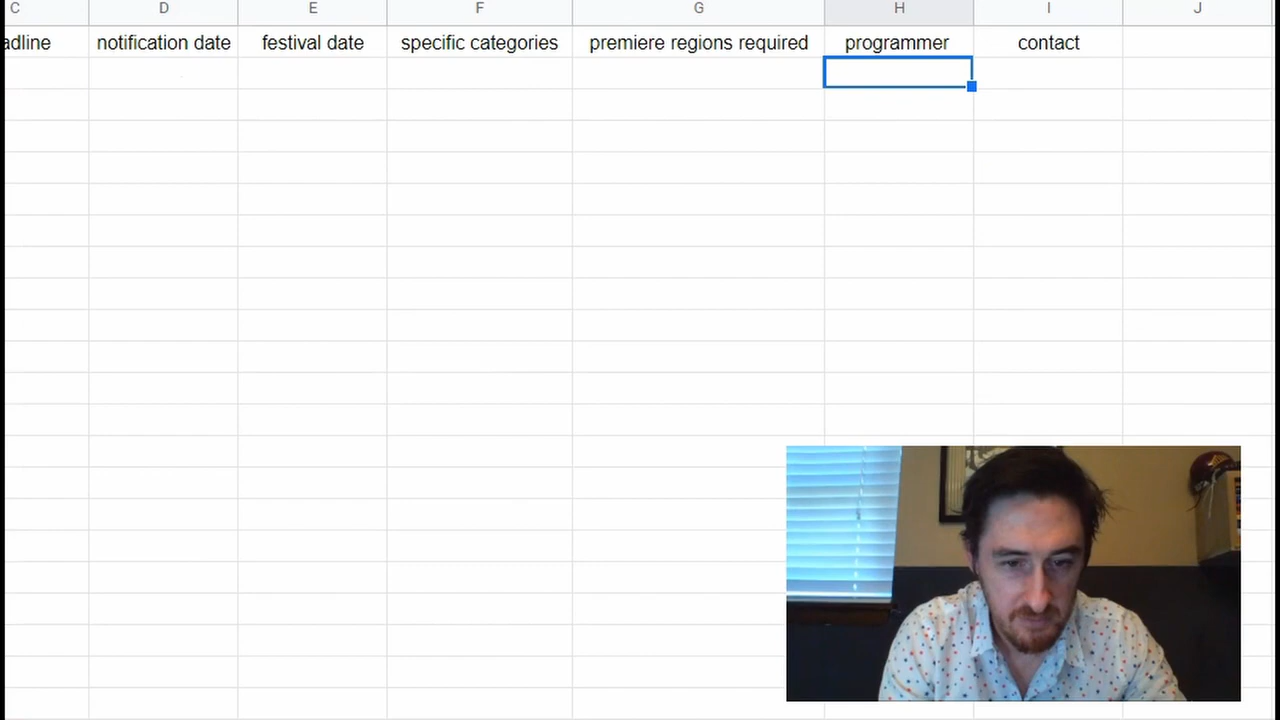 C D E F G H I J
adline notification date festival date specific categories premiere regions required programmer contact